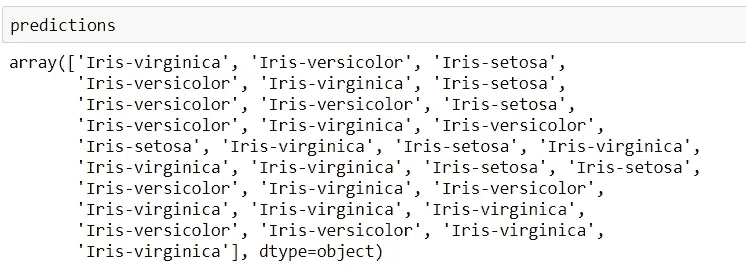 predictions
array(['Iris-virginica', 'Iris-versicolor', 'Iris-setosa',
'Iris-versicolor', 'Iris-virginica', 'Iris-setosa',
'Iris-versicolor', 'Iris-versicolor', 'Iris-setosa',
'Iris-versicolor', 'Iris-virginica', 'Iris-versicolor',
'Iris-setosa', 'Iris-virginica', 'Iris-setosa', 'Iris-virginica',
'Iris-virginica', 'Iris-virginica', 'Iris-setosa', 'Iris-setosa',
'Iris-versicolor', 'Iris-virginica', 'Iris-versicolor',
'Iris-virginica', 'Iris-virginica', 'Iris-virginica',
'Iris-versicolor', 'Iris-versicolor', 'Iris-virginica',
'Iris-virginica'], dtype=object)